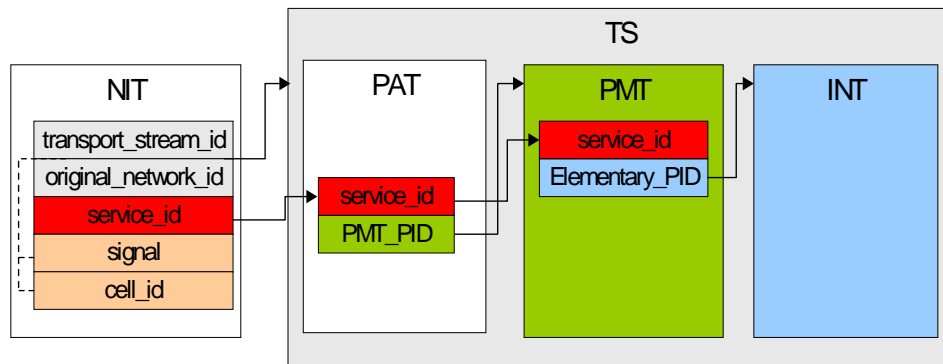 TS
NIT
transport_stream_id
original_network_id
service_id
signal
cell_id
PAT
service_id
PMT_PID
PMT
service_id
Elementary_PID
INT